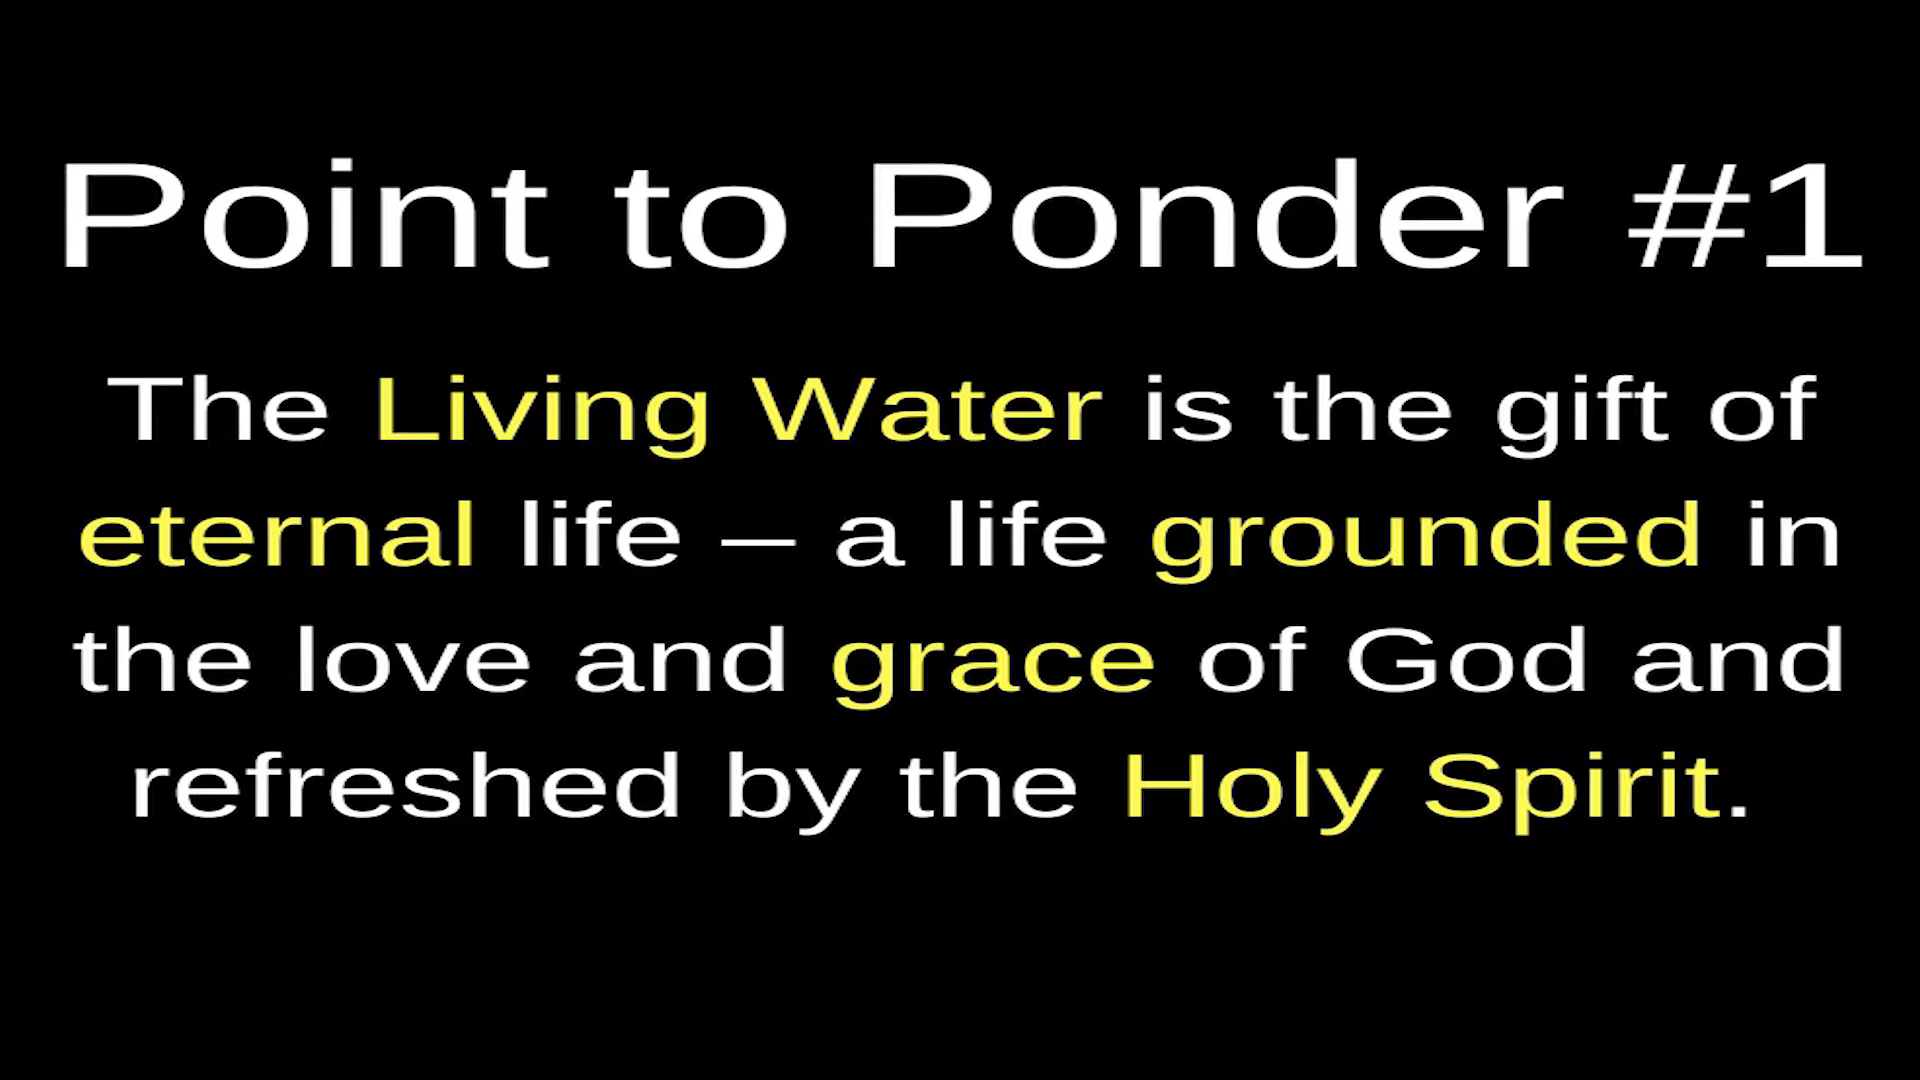 Point to Ponder #1
The Living Water is the gift of
eternal life – a life grounded in
the love and grace of God and
refreshed by the Holy Spirit.